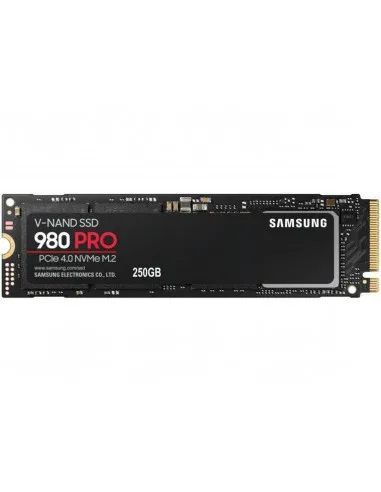 V-NAND SSD
980 PRO
PCIe 4.0 NVMe M.2
www.samsung.com/ssd
SAMSUNG ELECTRONICS CO., LTD.
250GB
SAMSUNG